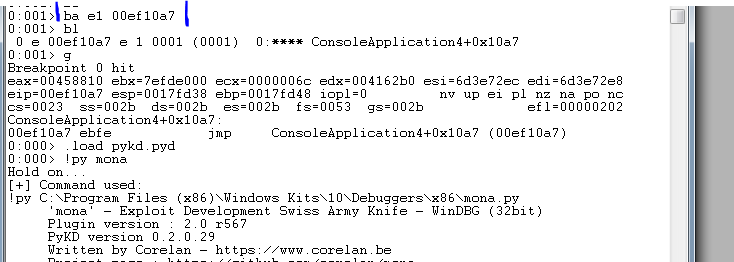 0:001> ba e1 00ef10a7
0:001> bl
0 e 00ef10a7 e 1 0001 (0001) 0:**** ConsoleApplication4+0x10a7
0:001> g
Breakpoint 0 hit
eax=00458810 ebx=7efde000 ecx=0000006c edx=004162b0 esi=6d3e72ec edi=6d3e72e8
eip=00ef10a7 esp=0017fd38 ebp=0017fd48 iopl=0 nv up ei pl nz na po nc
cs=0023 ss=002b ds=002b es=002b fs=0053 gs=002b efl=00000202
ConsoleApplication4+0x10a7:
00ef10a7 ebfe jmp ConsoleApplication4+0x10a7 (00ef10a7)
0:000> .load pykd.pyd
0:000> !py mona
Hold on...
[+] Command used:
!py C:\Program Files (x86)\Windows Kits\10\Debuggers\x86\mona.py
'mona' - Exploit Development Swiss Army Knife - WinDBG (32bit)
Plugin version : 2.0 r567
PyKD version 0.2.0.29
Written by Corelan - https://www.corelan.be